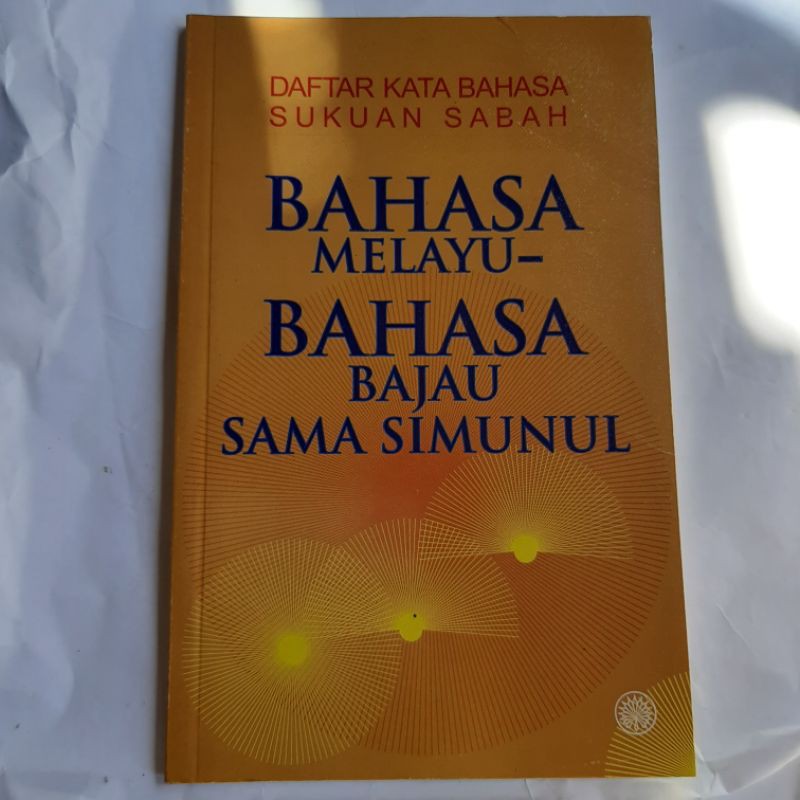 DAFTAR KATA BAHASA
SUKUAN SABAH
BAHASA
MELAYU–
BAHASA
BAJAU
SAMA SIMUNUL